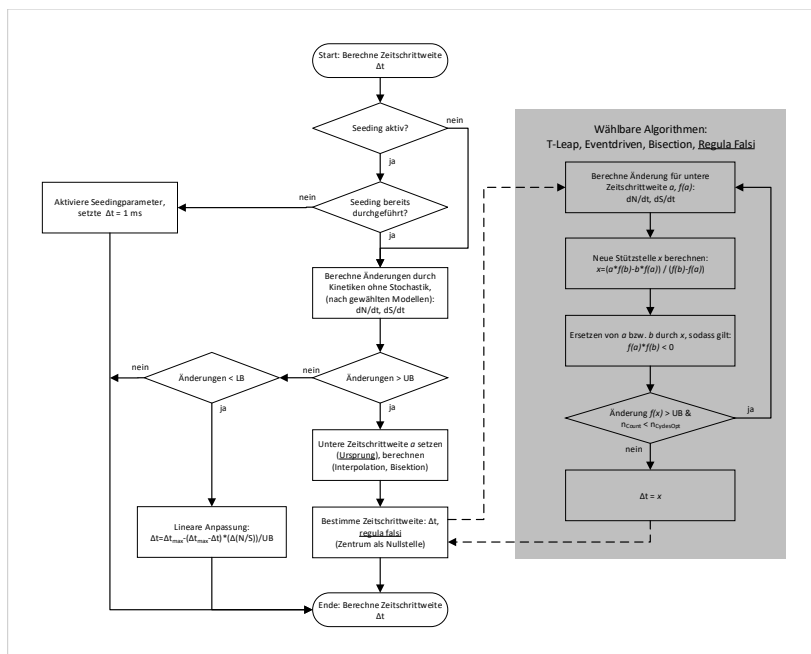 Start: Berechne Zeitschrittweite
Δt
nein
Seeding aktiv?
ja
nein
Seeding bereits
durchgeführt?
ja
Aktiviere Seedingparameter,
setzte Δt = 1 ms
Berechne Änderungen durch
Kinetiken ohne Stochastik,
(nach gewählten Modellen):
dN/dt, dS/dt
nein
Änderungen < LB
nein
Änderungen > UB
ja
ja
Untere Zeitschrittweite a setzen
(Ursprung), berechnen
(Interpolation, Bisektion)
Lineare Anpassung:
Δt=Δtmax-(Δtmax-Δt)*(Δ(N/S))/UB
Bestimme Zeitschrittweite: Δt,
regula falsi
(Zentrum als Nullstelle)
Ende: Berechne Zeitschrittweite
Δt
Wählbare Algorithmen:
T-Leap, Eventdriven, Bisection, Regula Falsi
Berechne Änderung für untere
Zeitschrittweite a, f(a):
dN/dt, dS/dt
Neue Stützstelle x berechnen:
x=(a*f(b)-b*f(a)) / (f(b)-f(a))
Ersetzen von a bzw. b durch x, sodass gilt:
f(a)*f(b) < 0
Änderung f(x) > UB &
nCount < nCyclesOpt
ja
nein
Δt = x